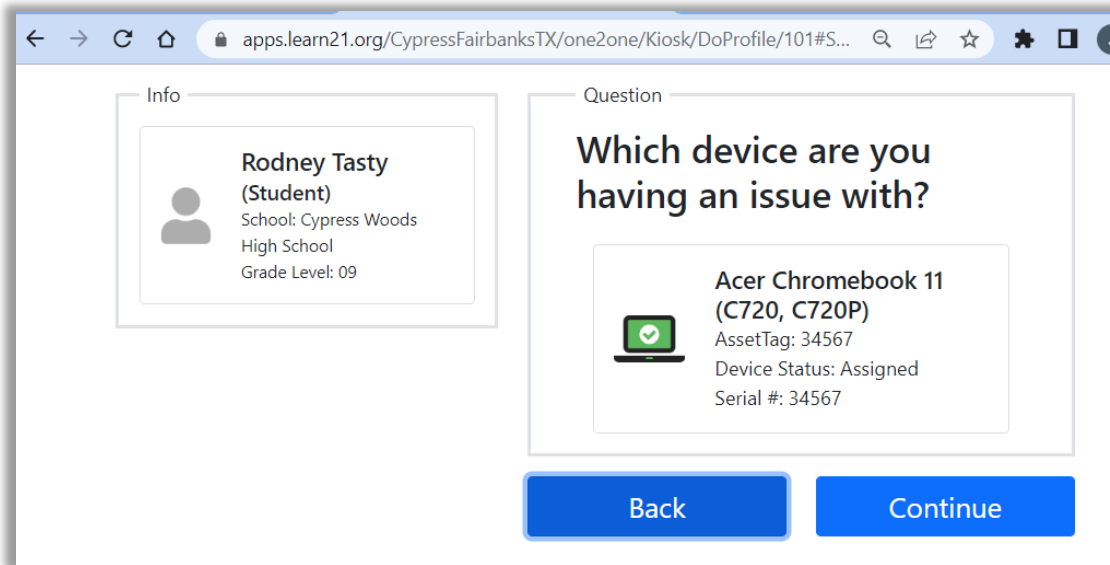 apps.learn21.org/CypressFairbanksTX/one2one/Kiosk/DoProfile/101#S...
Info
Rodney Tasty
(Student)
School: Cypress Woods
High School
Grade Level: 09
Question
Which device are you
having an issue with?
Acer Chromebook 11
(C720, C720P)
AssetTag: 34567
Device Status: Assigned
Serial #: 34567
Back
Continue